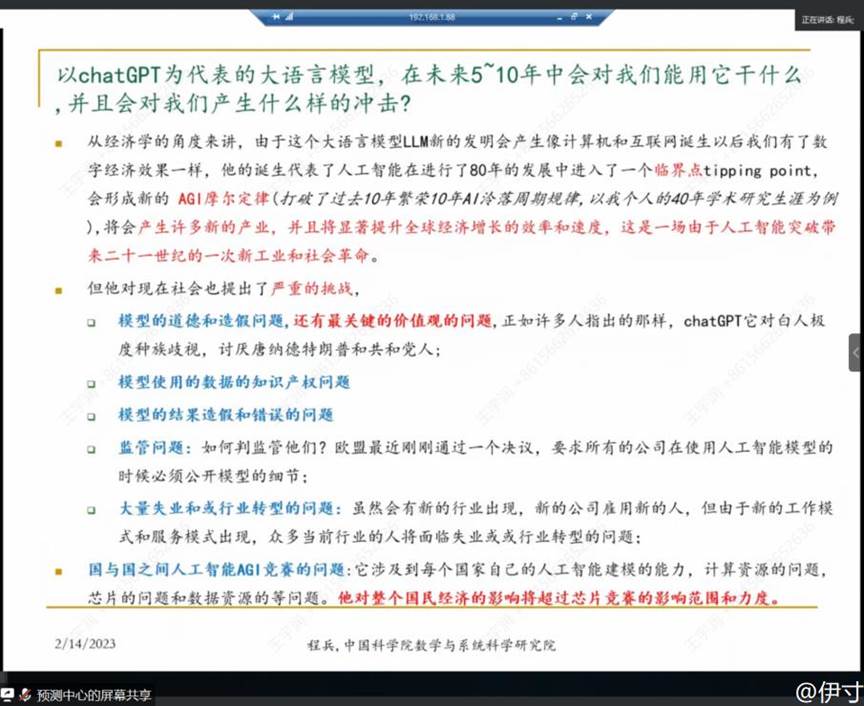 192.168.1.88
正在讲话: 程兵;
以chatGPT为代表的大语言模型，在未来5~10年中会对我们能用它干什么
,并且会对我们产生什么样的冲击?
从经济学的角度来讲，由于这个大语言模型LLM新的发明会产生像计算机和互联网诞生以后我们有了数
字经济效果一样，他的诞生代表了人工智能在进行了80年的发展中进入了一个临界点tipping point，
会形成新的 AGI摩尔定律(打破了过去10年繁荣10年AI冷落周期规律,以我个人的40年学术研究生涯为例
),将会产生许多新的产业，并且将显著提升全球经济增长的效率和速度，这是一场由于人工智能突破带
来二十一世纪的一次新工业和社会革命。
但他对现在社会也提出了严重的挑战，
模型的道德和造假问题,还有最关键的价值观的问题,正如许多人指出的那样，chatGPT它对白人极
度种族歧视，讨厌唐纳德特朗普和共和党人；
模型使用的数据的知识产权问题
模型的结果造假和错误的问题
监管问题：如何判监管他们？欧盟最近刚刚通过一个决议，要求所有的公司在使用人工智能模型的
时候必须公开模型的细节；
大量失业和或行业转型的问题：虽然会有新的行业出现，新的公司雇用新的人，但由于新的工作模
式和服务模式出现，众多当前行业的人将面临失业或或行业转型的问题；
国与国之间人工智能AGI竞赛的问题:它涉及到每个国家自己的人工智能建模的能力，计算资源的问题，
芯片的问题和数据资源的等问题。他对整个国民经济的影响将超过芯片竞赛的影响范围和力度。
2/14/2023
程兵,中国科学院数学与系统科学研究院
预测中心的屏幕共享
@伊寸